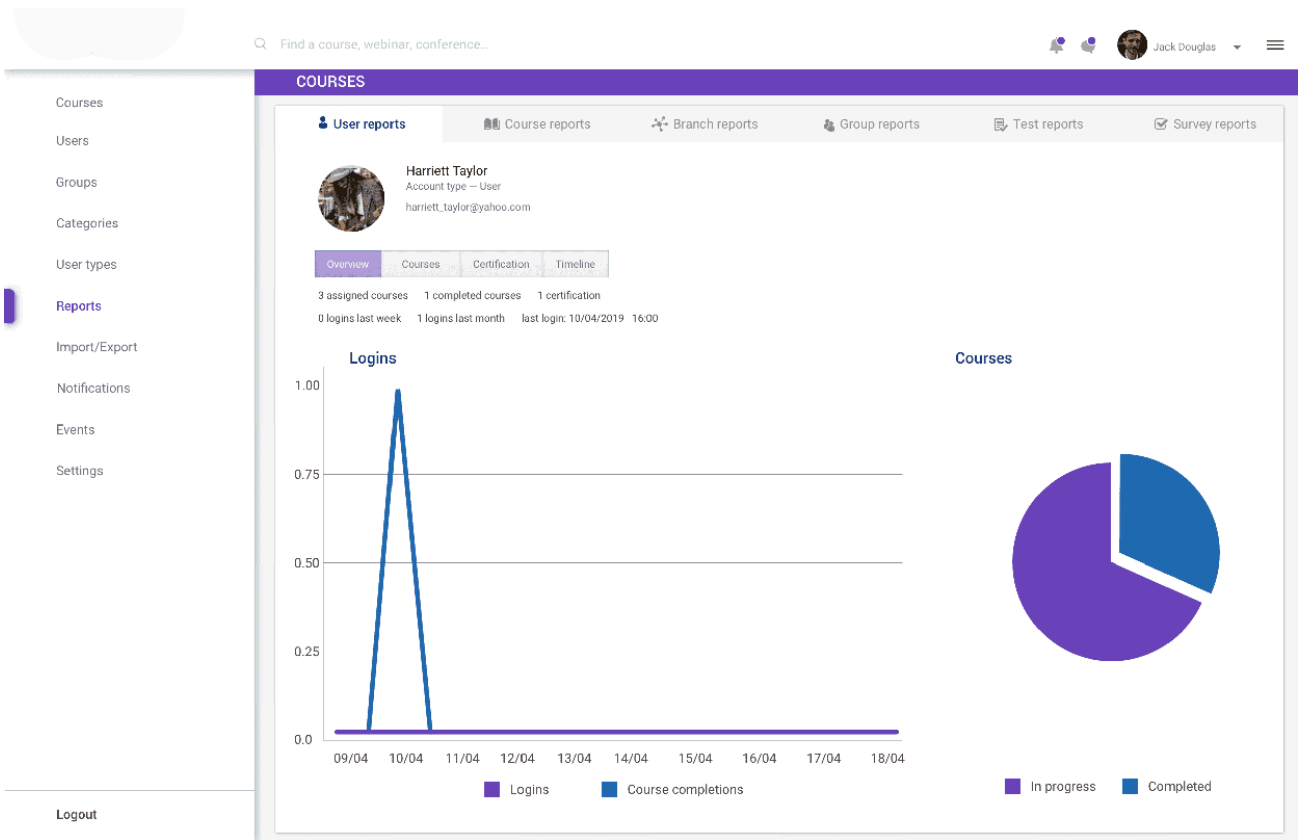 Find a course, webinar, conference...
Jack Douglas
COURSES
Courses
Users
Groups
Categories
User types
Reports
Import/Export
Notifications
Events
Settings
Logout
User reports Course reports Branch reports Group reports Test reports Survey reports
Harriett Taylor
Account type — User
harriett_taylor@yahoo.com
Overview Courses Certification Timeline
3 assigned courses 1 completed courses 1 certification
0 logins last week 1 logins last month last login: 10/04/2019 16:00
Logins
1.00
0.75
0.50
0.25
0.0
09/04 10/04 11/04 12/04 13/04 14/04 15/04 16/04 17/04 18/04
Logins Course completions
Courses
In progress Completed